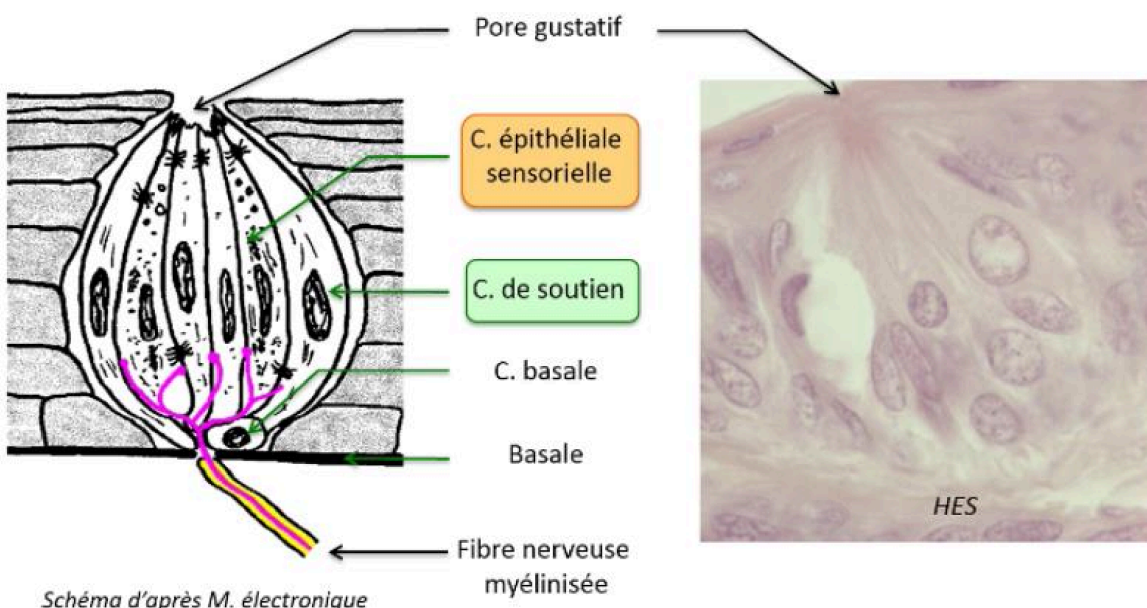 Pore gustatif
C. épithéliale
sensorielle
C. de soutien
C. basale
Basale
HES
Fibre nerveuse
myélinisée
Schéma d'après M. électronique